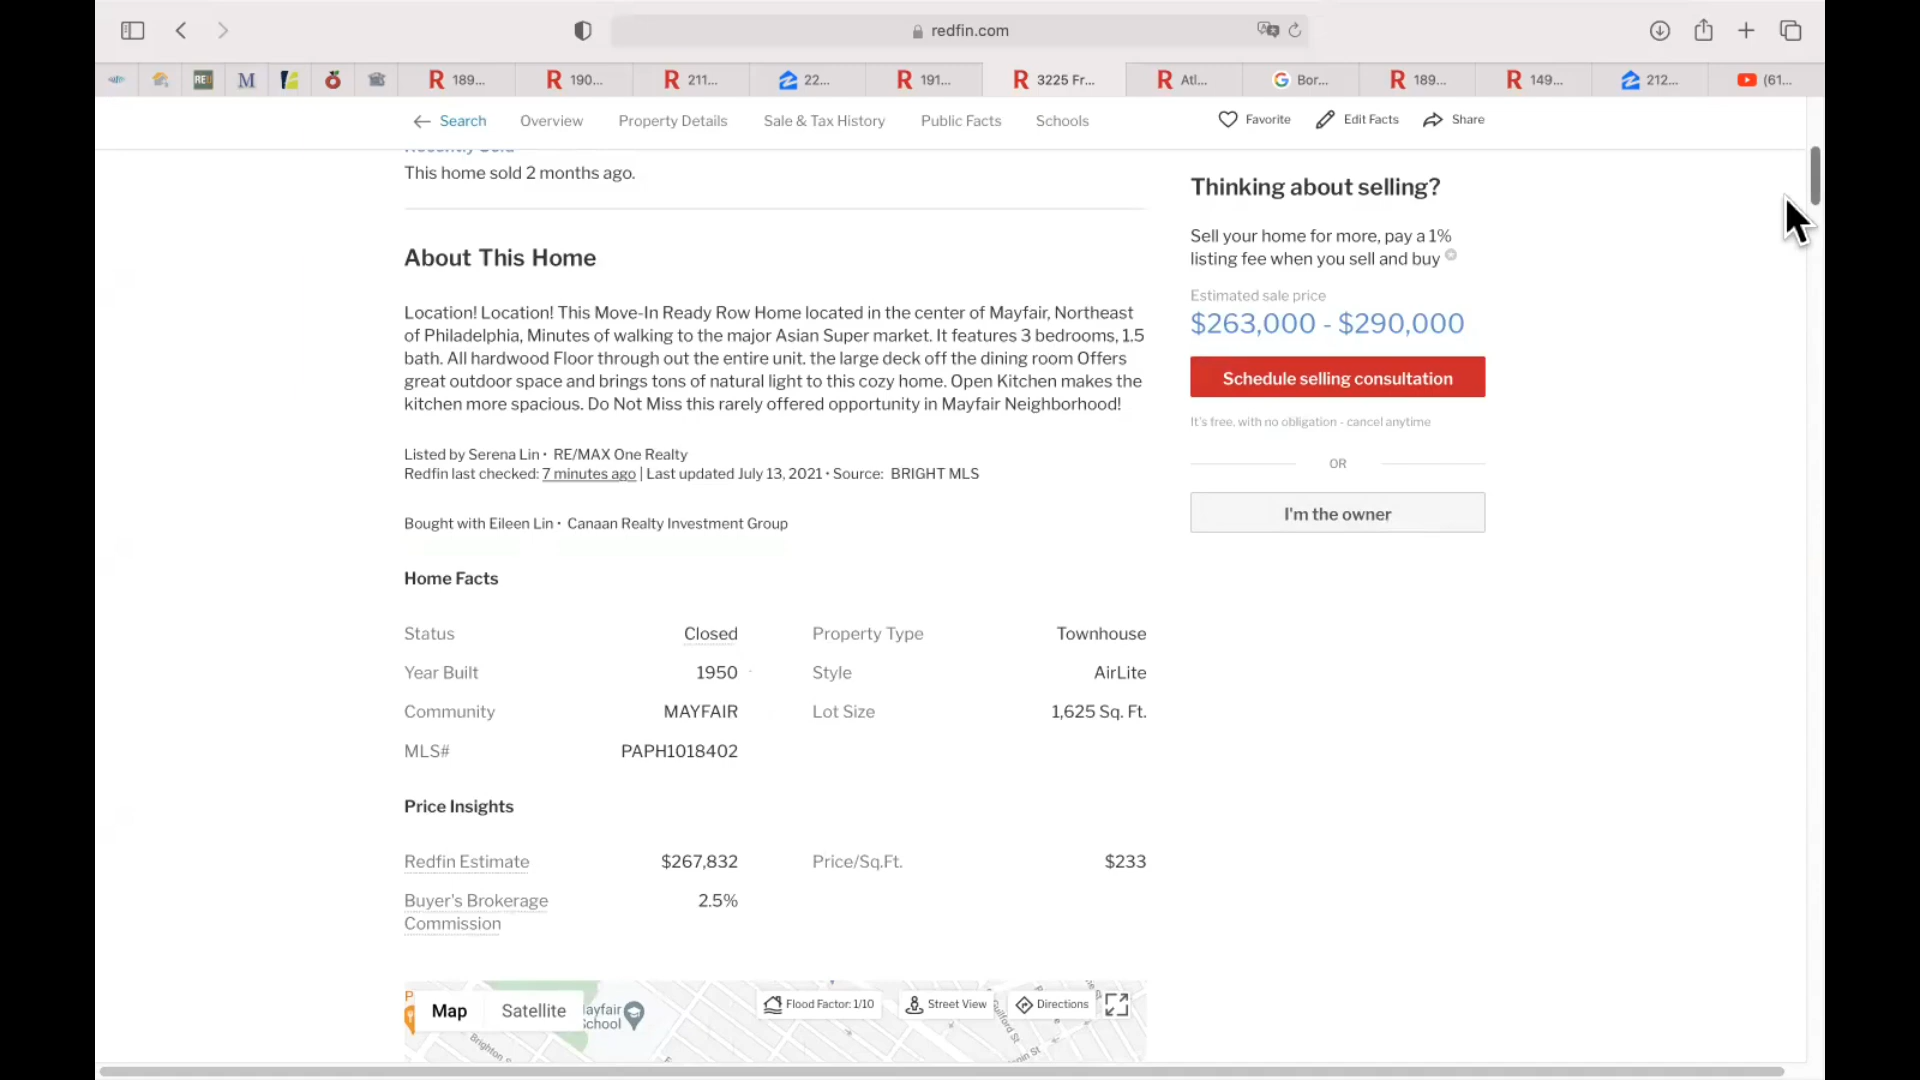 redfin.com
RE
M
R 189...
R 190...
R 211...
22...
R 191...
R 3225 Fr...
R Atl...
G Bor...
R 189...
R 149...
212...
(61...
Search
Overview
Property Details
Sale & Tax History
Public Facts
Schools
Favorite
Edit Facts
Share
Recently Sold
This home sold 2 months ago.
About This Home
Location! Location! This Move-In Ready Row Home located in the center of Mayfair, Northeast
of Philadelphia, Minutes of walking to the major Asian Super market. It features 3 bedrooms, 1.5
bath. All hardwood Floor through out the entire unit. the large deck off the dining room Offers
great outdoor space and brings tons of natural light to this cozy home. Open Kitchen makes the
kitchen more spacious. Do Not Miss this rarely offered opportunity in Mayfair Neighborhood!
Listed by Serena Lin • RE/MAX One Realty
Redfin last checked: 7 minutes ago | Last updated July 13, 2021 • Source: BRIGHT MLS
Bought with Eileen Lin • Canaan Realty Investment Group
Home Facts
Status Closed Property Type Townhouse
Year Built 1950 Style AirLite
Community MAYFAIR Lot Size 1,625 Sq. Ft.
MLS# PAPH1018402
Price Insights
Redfin Estimate $267,832 Price/Sq.Ft. $233
Buyer's Brokerage 2.5%
Commission
Thinking about selling?
Sell your home for more, pay a 1%
listing fee when you sell and buy
Estimated sale price
$263,000 - $290,000
Schedule selling consultation
It's free, with no obligation - cancel anytime
OR
I'm the owner
P
Map
Satellite
ayfair
School
Flood Factor: 1/10
Street View
Directions
Guilford St
Brighton S